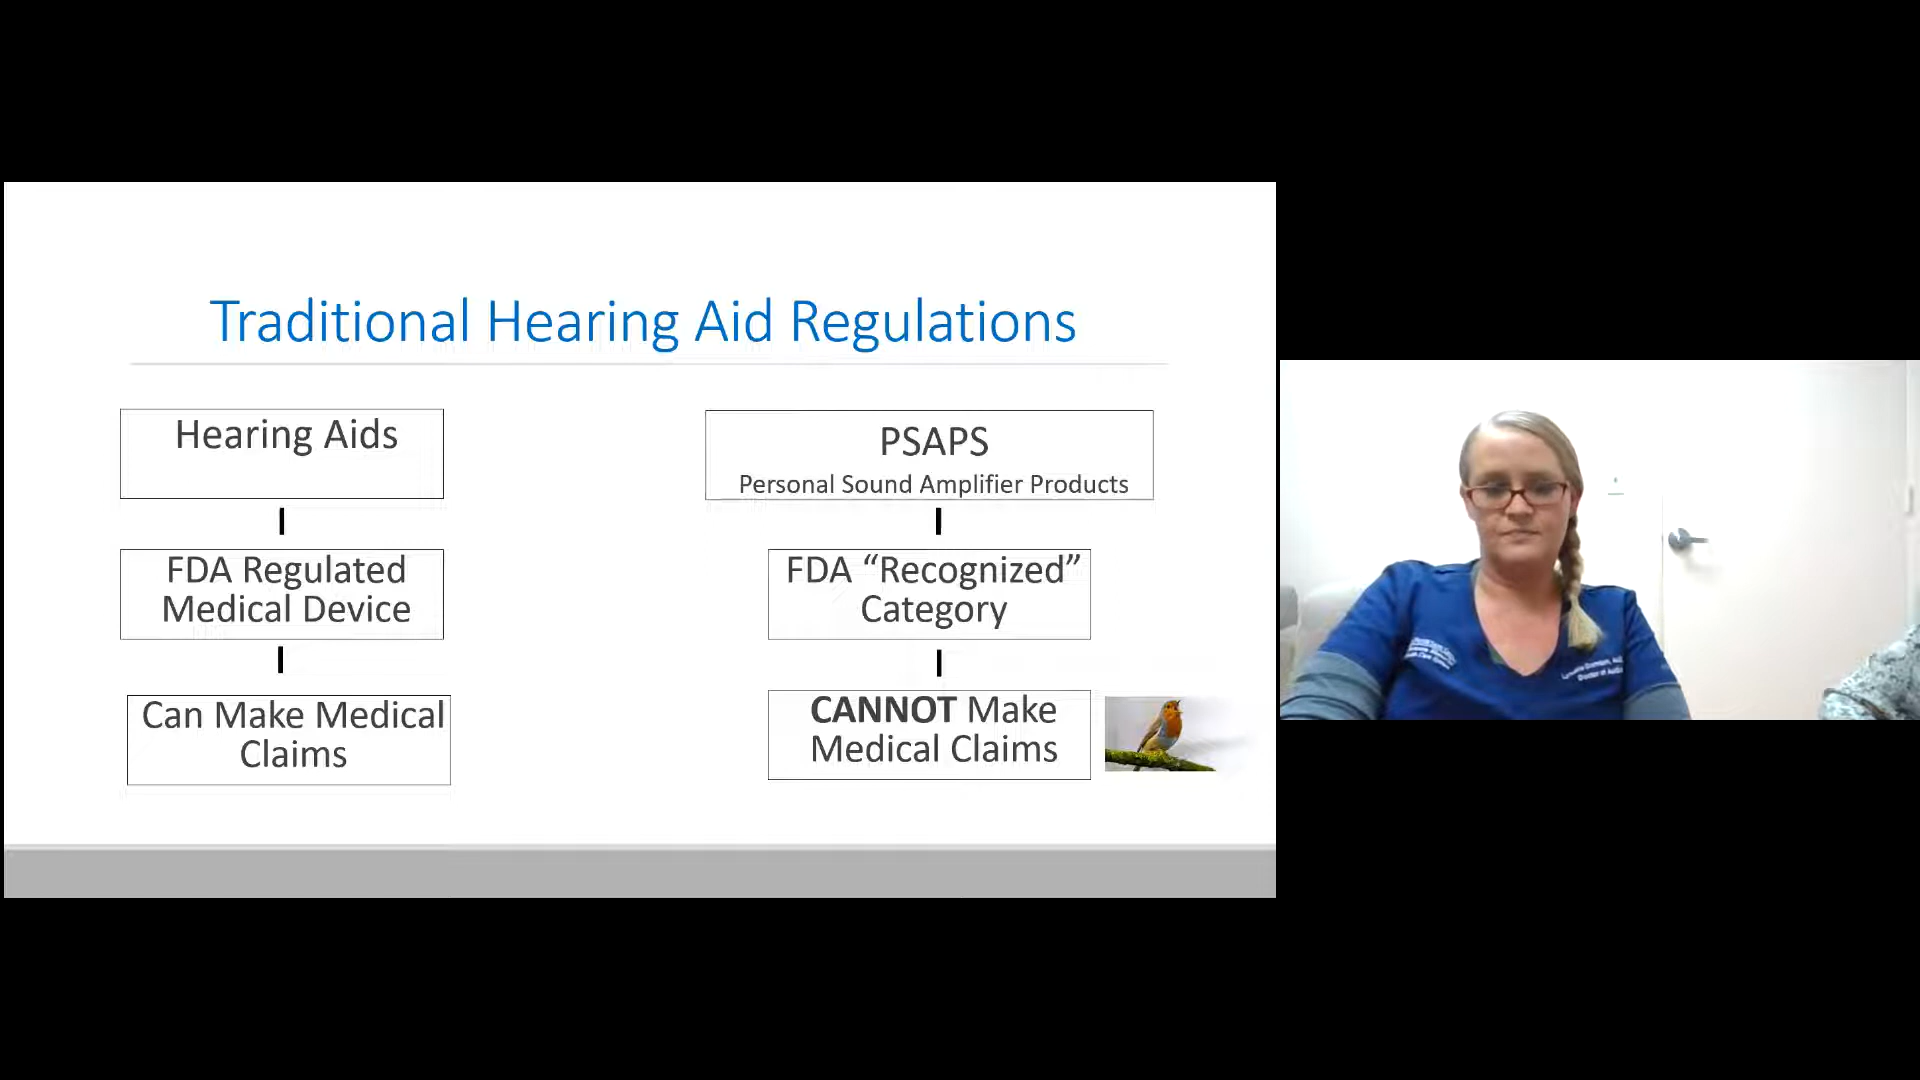 Traditional Hearing Aid Regulations
Hearing Aids
FDA Regulated
Medical Device
Can Make Medical
Claims
PSAPS
Personal Sound Amplifier Products
FDA “Recognized”
Category
CANNOT Make
Medical Claims